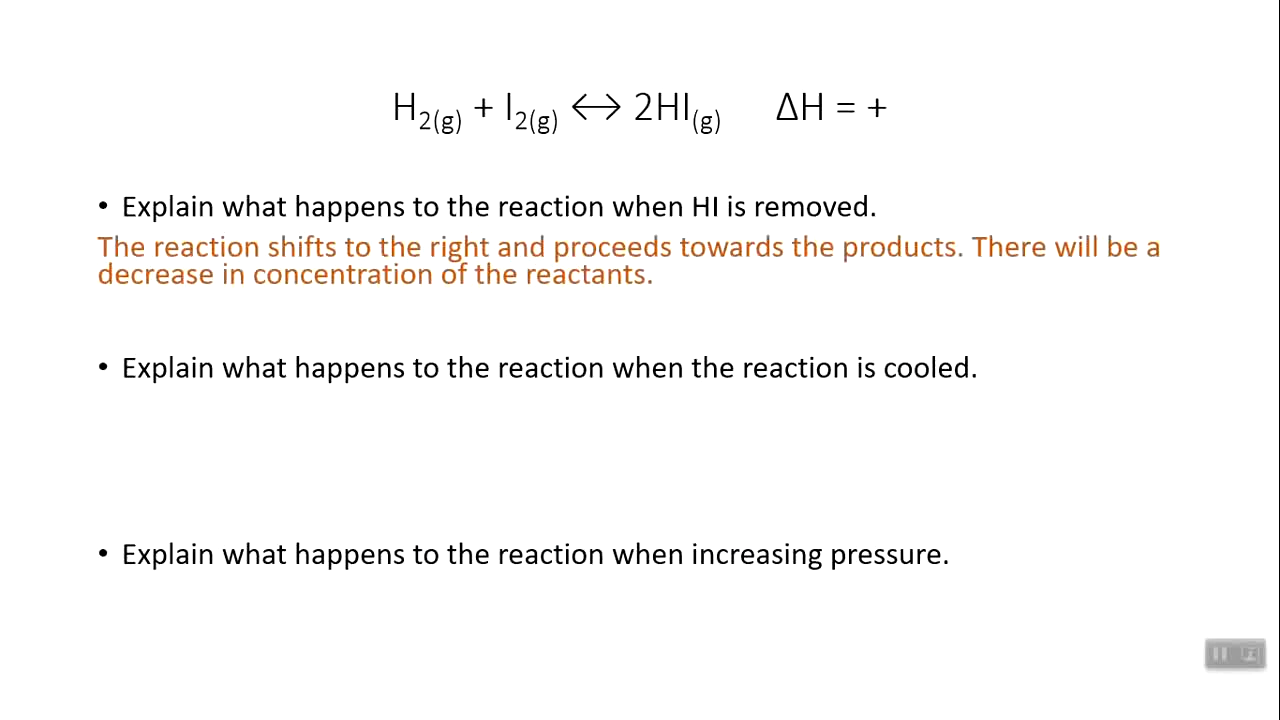 H₂(g) + I₂(g) ↔ 2HI(g) ΔH = +
• Explain what happens to the reaction when HI is removed.
The reaction shifts to the right and proceeds towards the products. There will be a
decrease in concentration of the reactants.
• Explain what happens to the reaction when the reaction is cooled.
• Explain what happens to the reaction when increasing pressure.